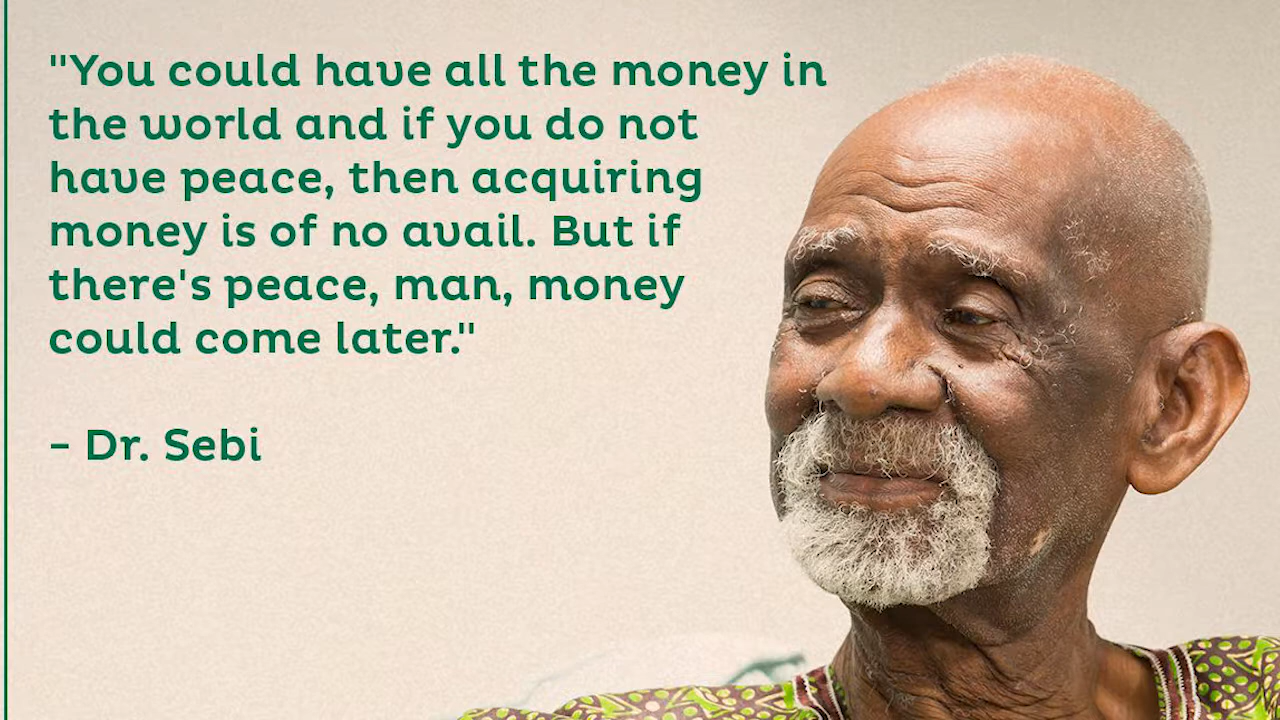 "You could have all the money in
the world and if you do not
have peace, then acquiring
money is of no avail. But if
there's peace, man, money
could come later."
- Dr. Sebi